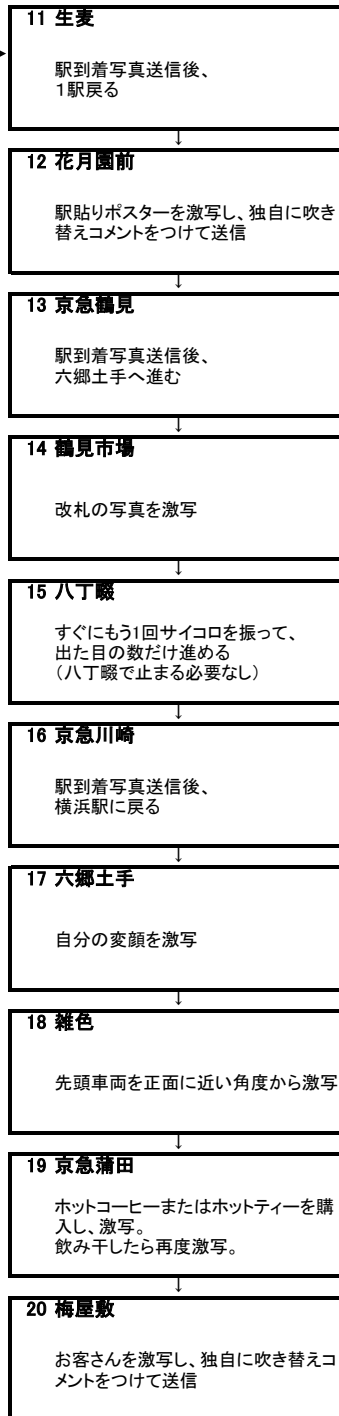 11 生麦
駅到着写真送信後、
1駅戻る
↓
12 花月園前
駅貼りポスターを激写し、独自に吹き
替えコメントをつけて送信
↓
13 京急鶴見
駅到着写真送信後、
六郷土手へ進む
↓
14 鶴見市場
改札の写真を激写
↓
15 八丁畷
すぐにもう1回サイコロを振って、
出た目の数だけ進める
(八丁畷で止まる必要なし)
↓
16 京急川崎
駅到着写真送信後、
横浜駅に戻る
↓
17 六郷土手
自分の変顔を激写
↓
18 雑色
先頭車両を正面に近い角度から激写
↓
19 京急蒲田
ホットコーヒーまたはホットティーを購
入し、激写。
飲み干したら再度激写。
↓
20 梅屋敷
お客さんを激写し、独自に吹き替えコ
メントをつけて送信